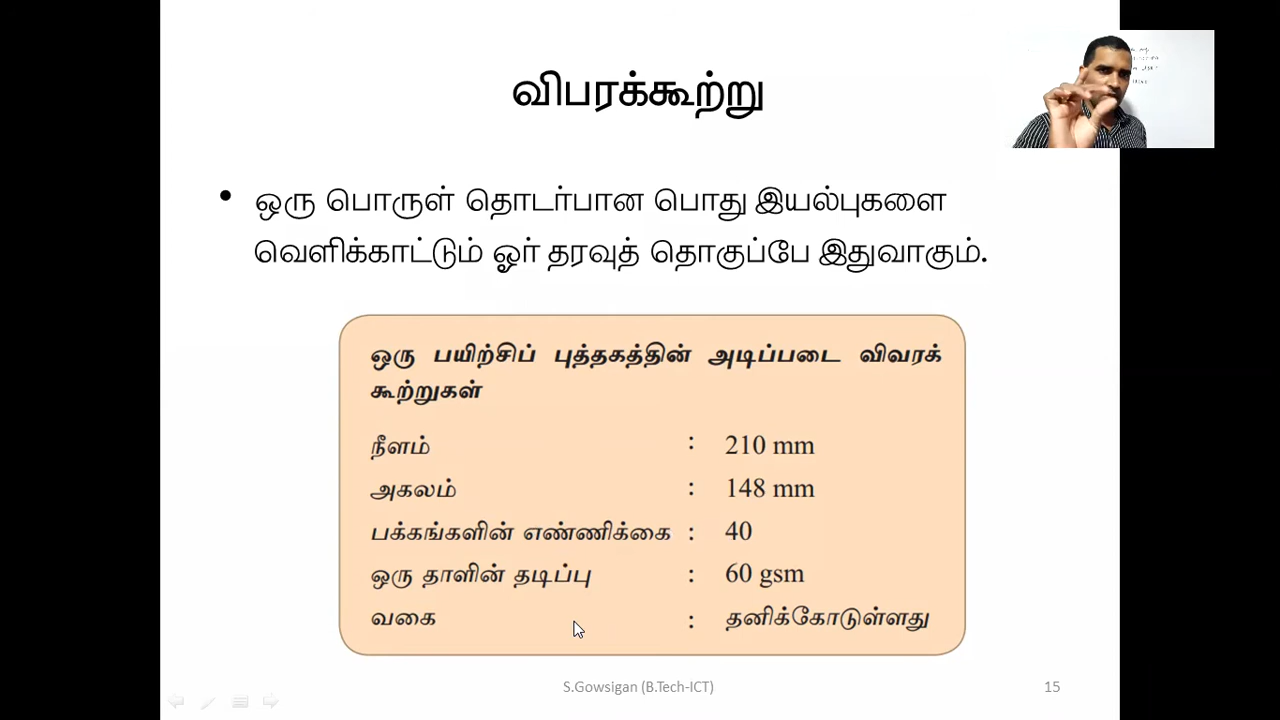 விபரக்கூற்று
• ஒரு பொருள் தொடர்பான பொது இயல்புகளை
வெளிக்காட்டும் ஓர் தரவுத் தொகுப்பே இதுவாகும்.
ஒரு பயிற்சிப் புத்தகத்தின் அடிப்படை விவரக்
கூற்றுகள்
நீளம் : 210 mm
அகலம் : 148 mm
பக்கங்களின் எண்ணிக்கை : 40
ஒரு தாளின் தடிப்பு : 60 gsm
வகை : தனிக்கோடுள்ளது
S.Gowsigan (B.Tech-ICT) 15